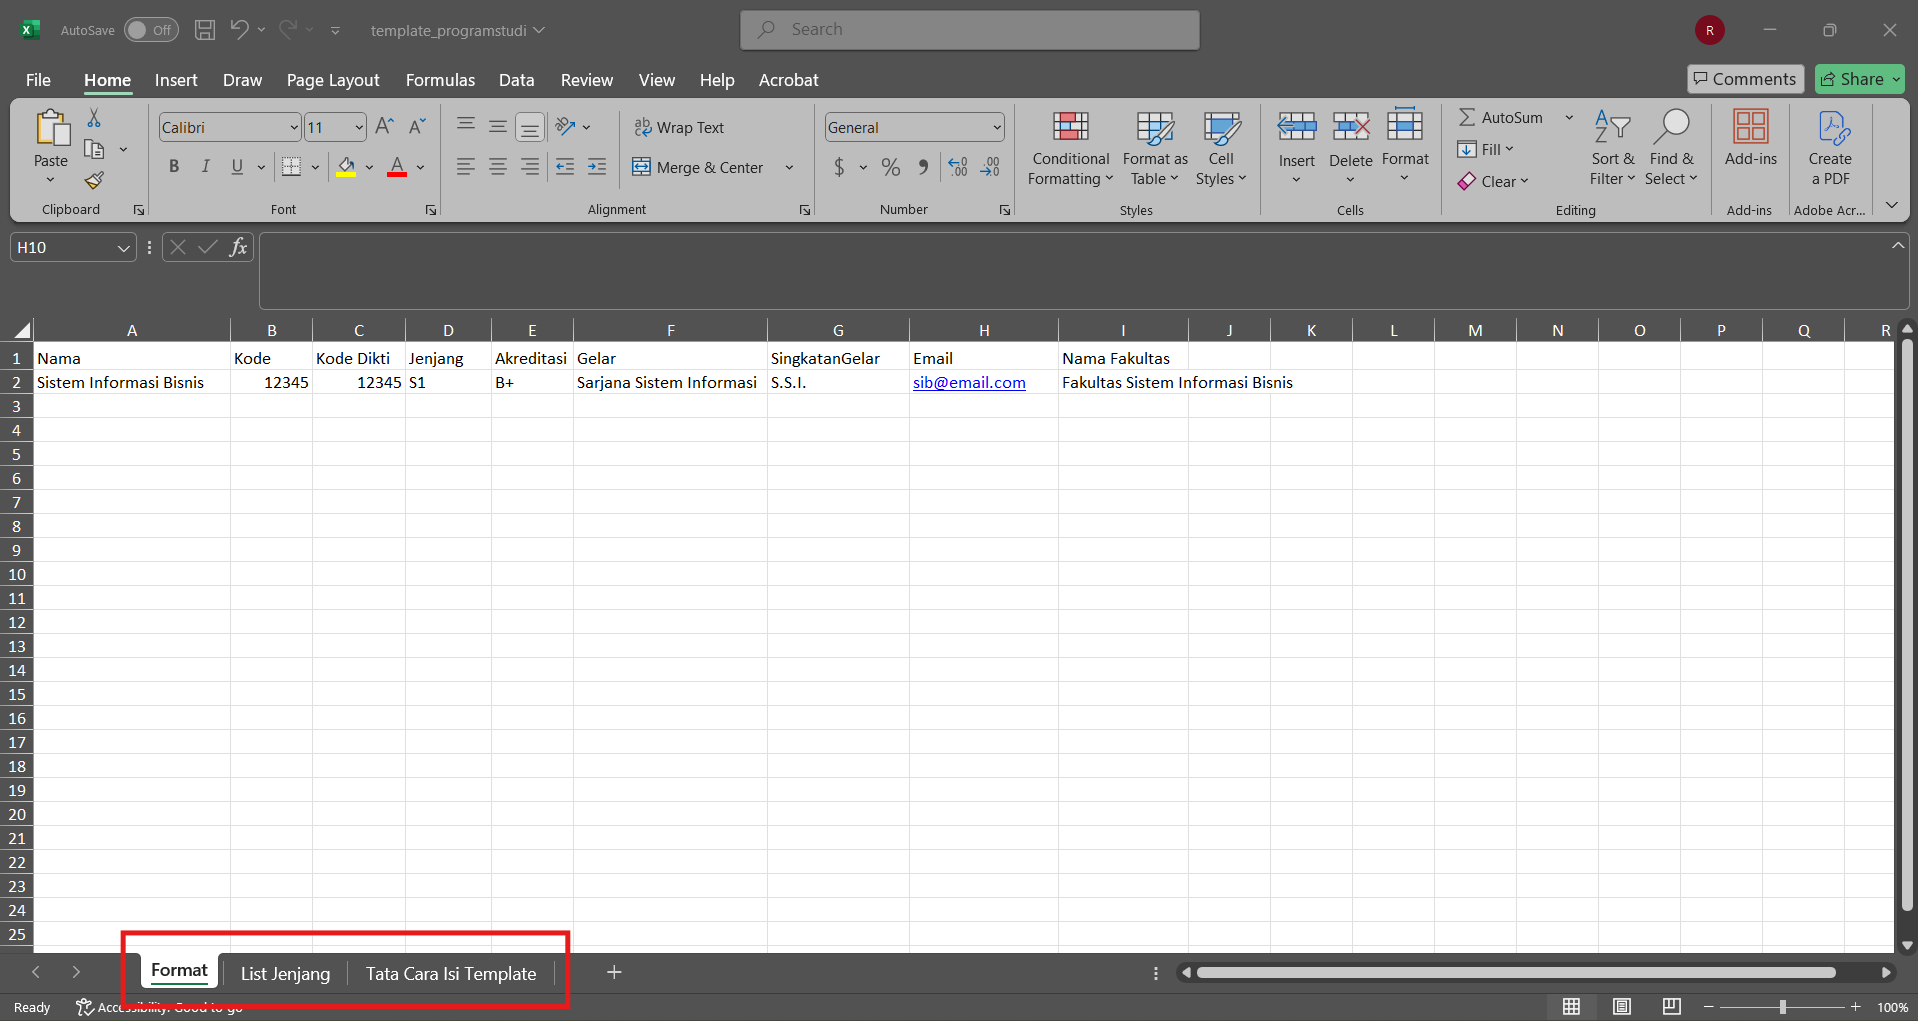 AutoSave Off template_programstudi Search R
File Home Insert Draw Page Layout Formulas Data Review View Help Acrobat Comments Share
Paste
Clipboard
Calibri 11
B I U A
Font
Wrap Text
Merge & Center
Alignment
General
$ % 9
Number
Conditional Formatting
Format as Table
Cell Styles
Styles
Insert Delete Format
Cells
AutoSum
Fill
Clear
Sort & Filter
Find & Select
Editing
Add-ins
Add-ins
Create a PDF
Adobe Acr...
H10 fx
A B C D E F G H I J K L M N O P Q R
1 Nama Kode Kode Dikti Jenjang Akreditasi Gelar SingkatanGelar Email Nama Fakultas
2 Sistem Informasi Bisnis 12345 12345 S1 B+ Sarjana Sistem Informasi S.S.I. sib@email.com Fakultas Sistem Informasi Bisnis
3
4
5
6
7
8
9
10
11
12
13
14
15
16
17
18
19
20
21
22
23
24
25
Format List Jenjang Tata Cara Isi Template
Ready Accessibility: Good to go 100%